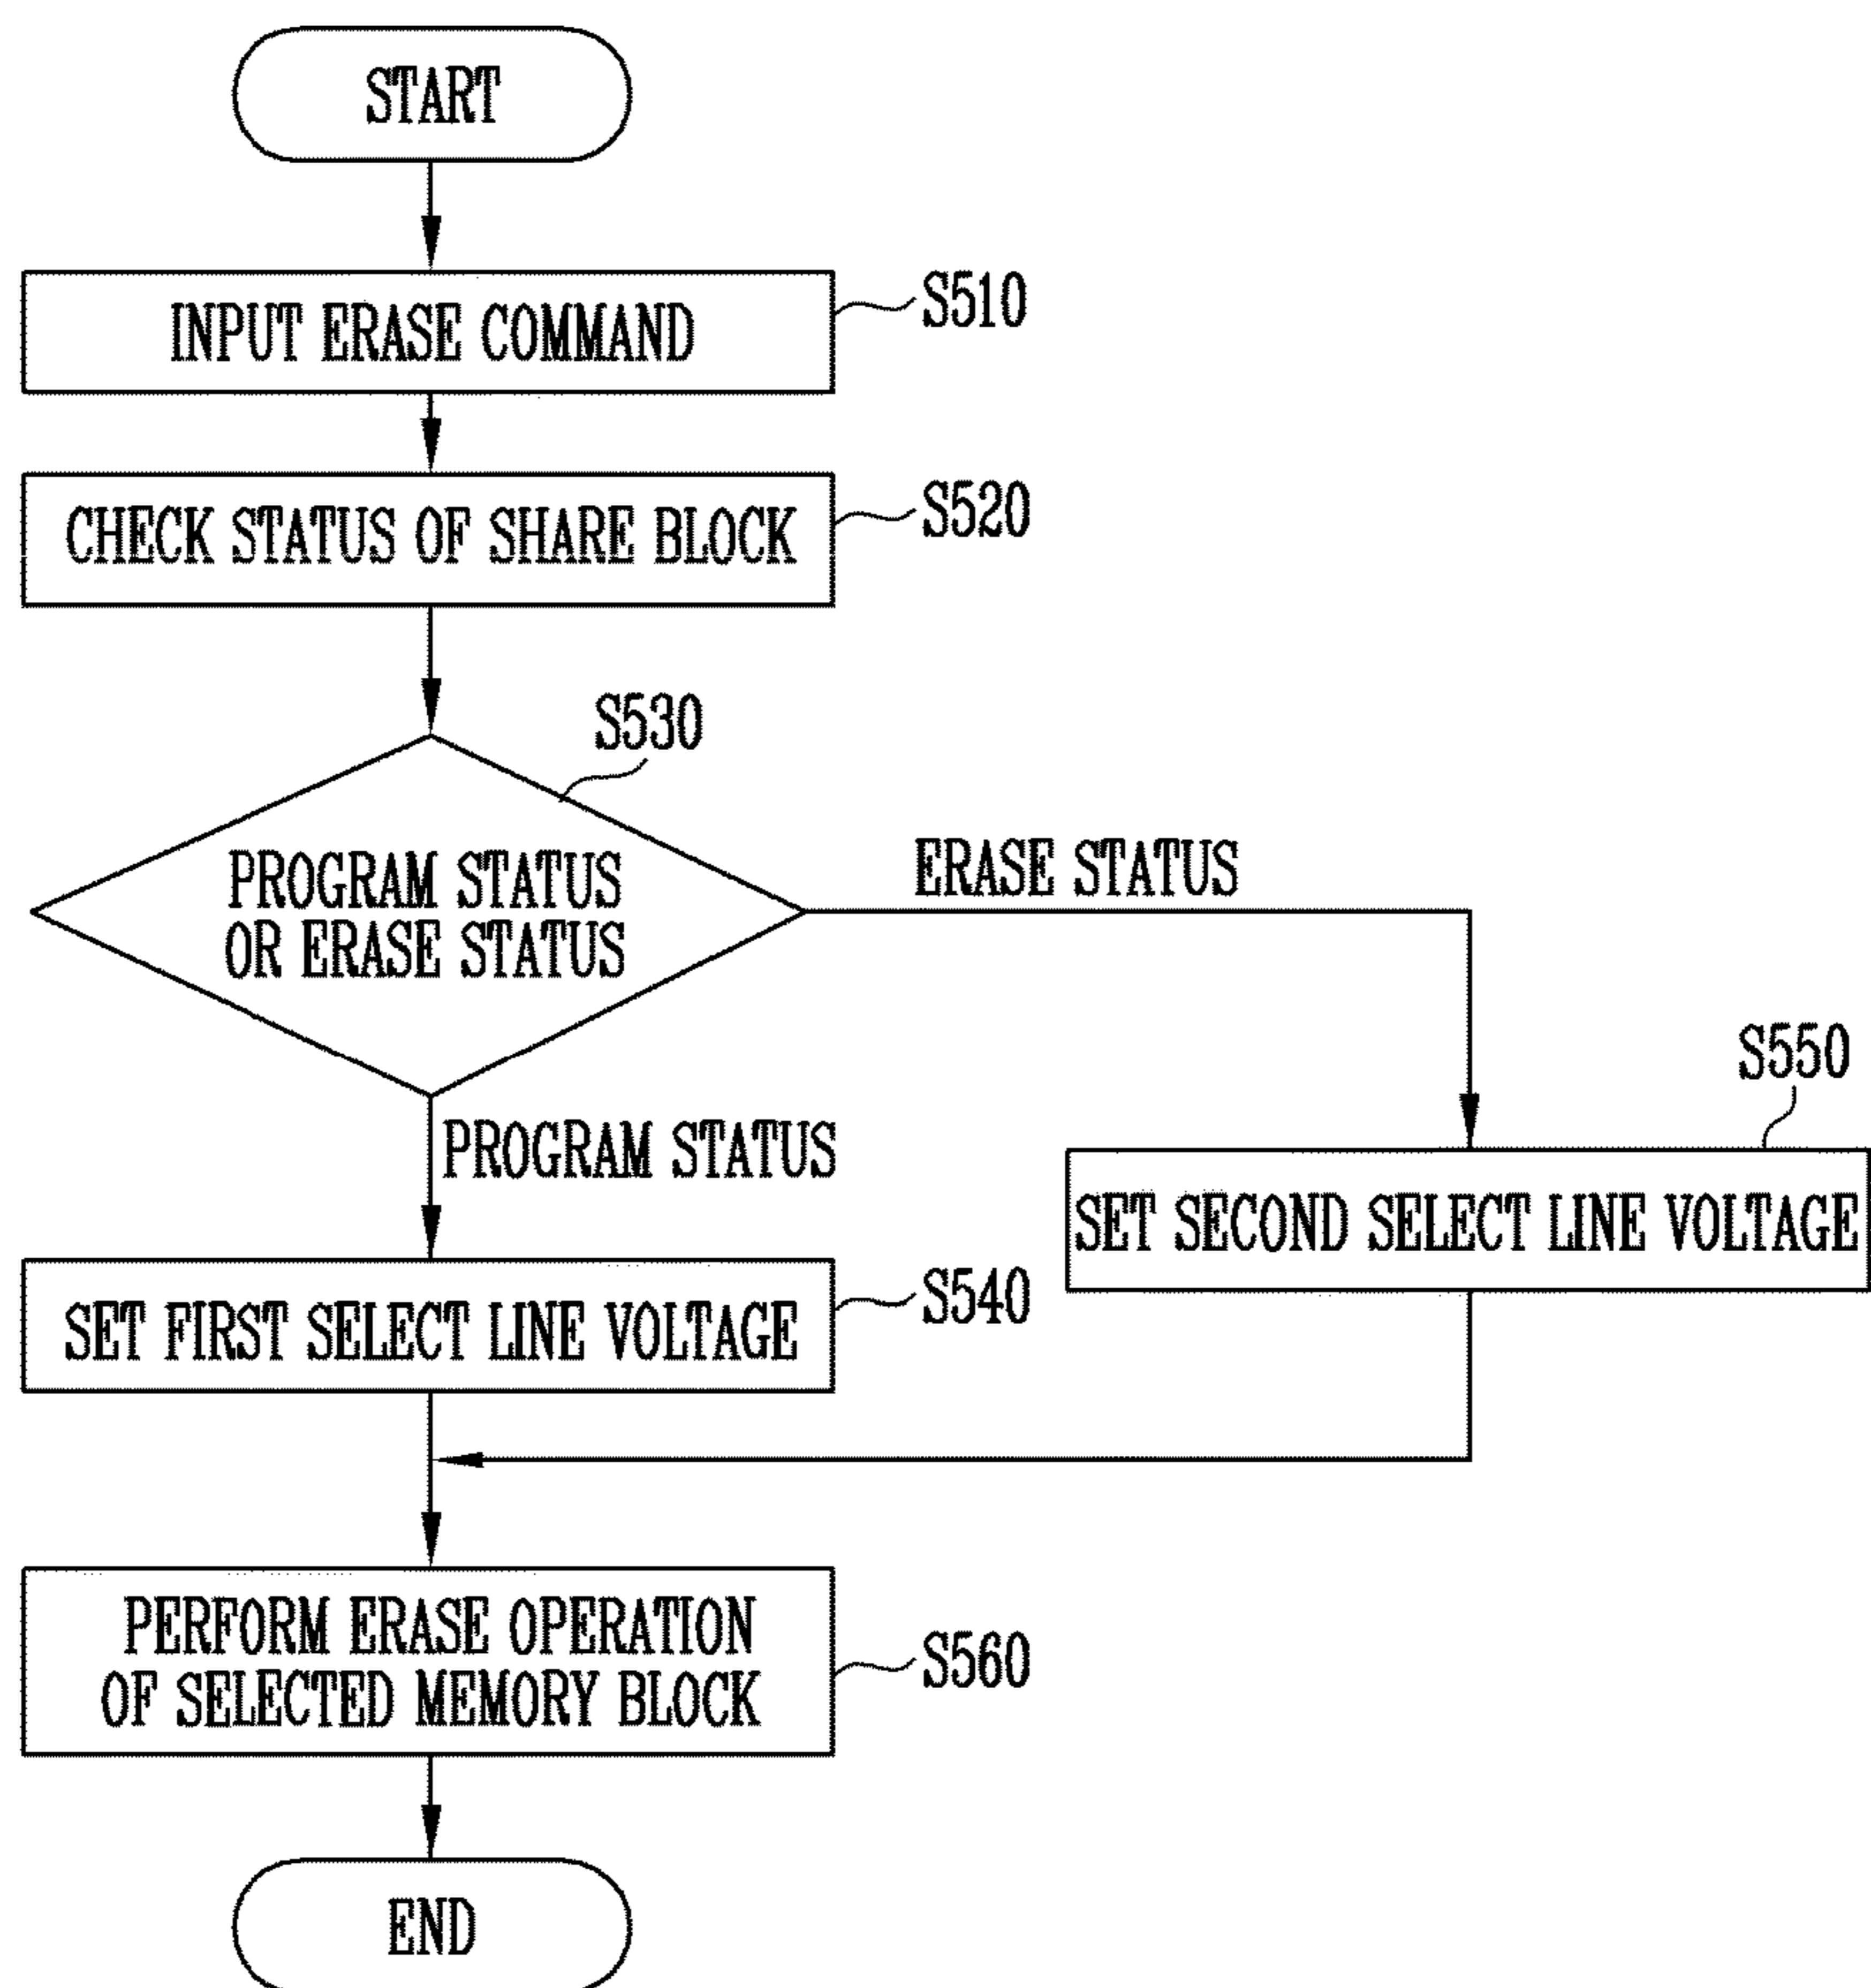 START
INPUT ERASE COMMAND
S510
CHECK STATUS OF SHARE BLOCK
S520
S530
PROGRAM STATUS
OR ERASE STATUS
ERASE STATUS
PROGRAM STATUS
S550
SET SECOND SELECT LINE VOLTAGE
SET FIRST SELECT LINE VOLTAGE
S540
PERFORM ERASE OPERATION
OF SELECTED MEMORY BLOCK
S560
END